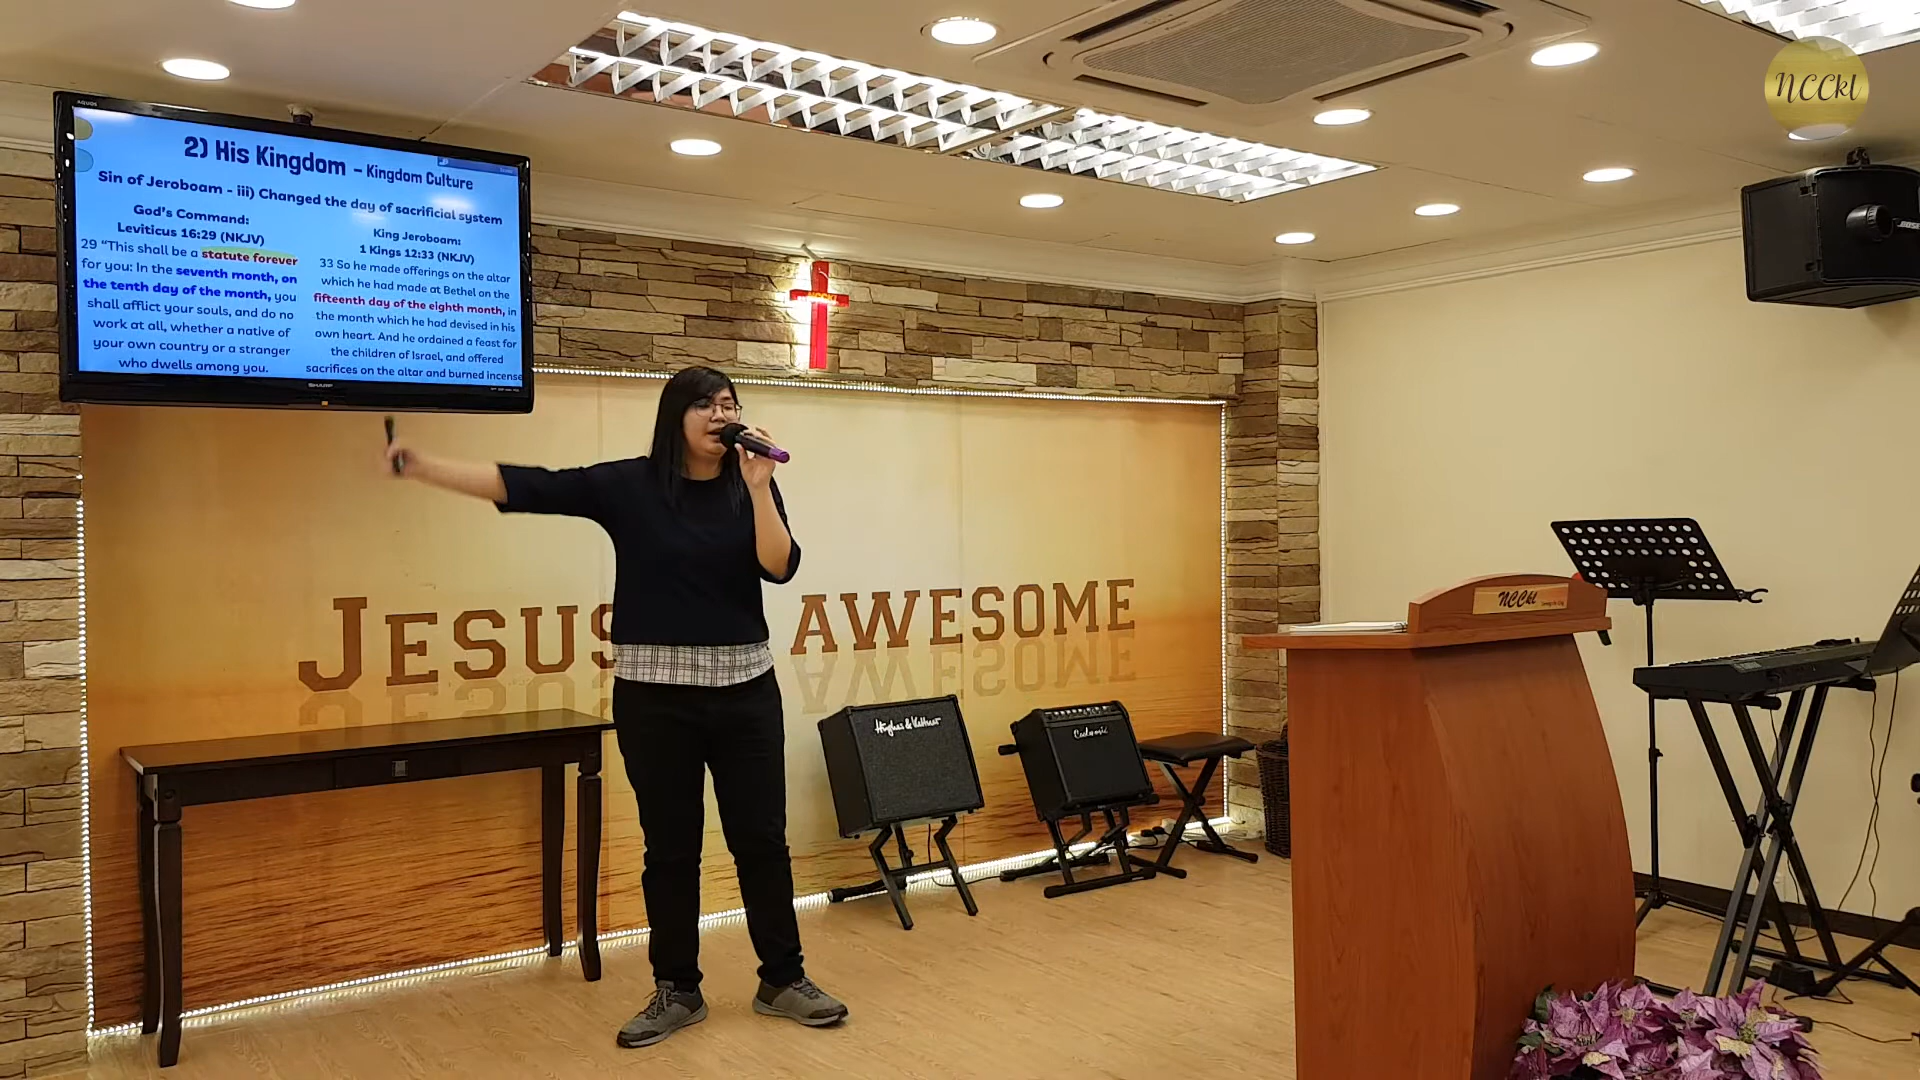 NCCkl
AQUOS
2) His Kingdom – Kingdom Culture
Sin of Jeroboam - iii) Changed the day of sacrificial system
God's Command:
Leviticus 16:29 (NKJV)
29 “This shall be a statute forever
for you: In the seventh month, on
the tenth day of the month, you
shall afflict your souls, and do no
work at all, whether a native of
your own country or a stranger
who dwells among you.
King Jeroboam:
1 Kings 12:33 (NKJV)
33 So he made offerings on the altar
which he had made at Bethel on the
fifteenth day of the eighth month, in
the month which he had devised in his
own heart. And he ordained a feast for
the children of Israel, and offered
sacrifices on the altar and burned incense
SHARP
NCCKL
BOSE
JESUS AWESOME
Hughes & Kettner
NCCkl